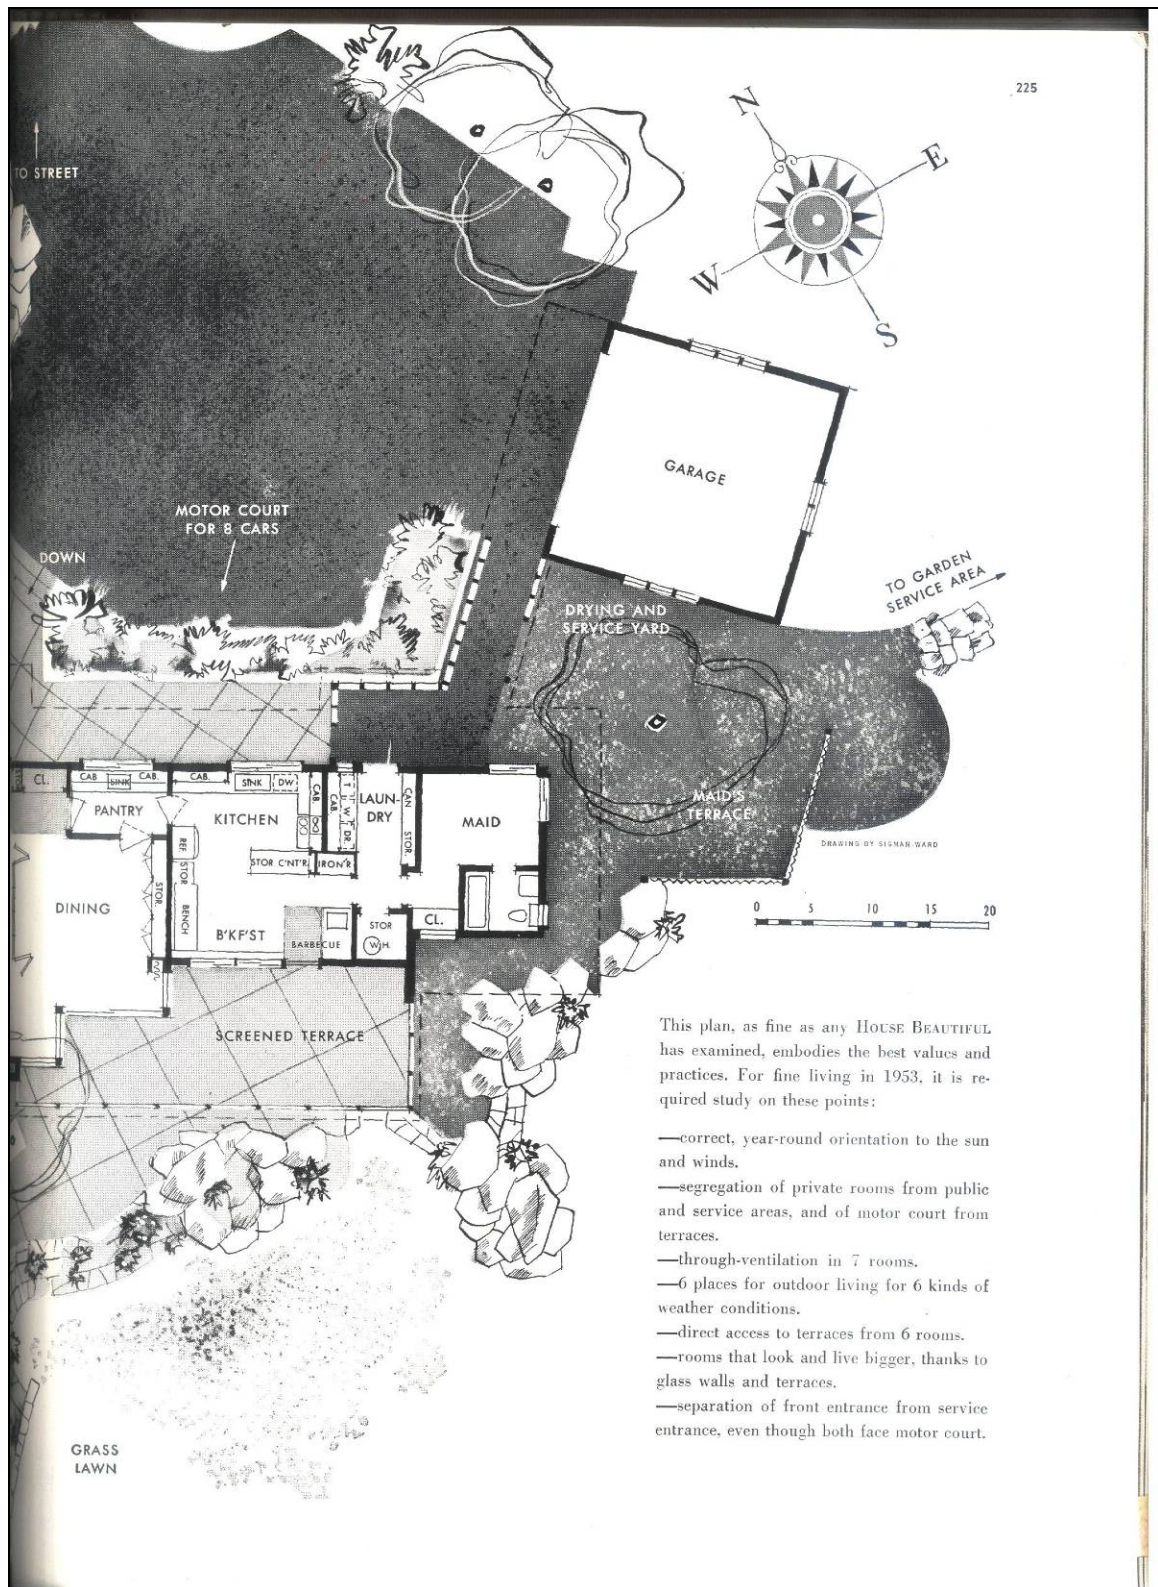 225
N
E
W
S
TO STREET
GARAGE
MOTOR COURT
FOR 8 CARS
DOWN
TO GARDEN
SERVICE AREA
DRYING AND
SERVICE YARD
MAID'S
TERRACE
DRAWING BY SIGMAN-WARD
CL.
CAB
SINK
CAB.
CAB.
SINK
DW
CAB.
CAB.
T
W
DR.
LAUN-
DRY
CAN
STOR.
PANTRY
KITCHEN
MAID
REF.
STOR
BENCH
STOR C'NT'R
IRON'R
STOR.
DINING
B'KF'ST
BARBECUE
STOR
W.H.
CL.
0 5 10 15 20
SCREENED TERRACE
This plan, as fine as any HOUSE BEAUTIFUL
has examined, embodies the best values and
practices. For fine living in 1953, it is re-
quired study on these points:
—correct, year-round orientation to the sun
and winds.
—segregation of private rooms from public
and service areas, and of motor court from
terraces.
—through-ventilation in 7 rooms.
—6 places for outdoor living for 6 kinds of
weather conditions.
—direct access to terraces from 6 rooms.
—rooms that look and live bigger, thanks to
glass walls and terraces.
—separation of front entrance from service
entrance, even though both face motor court.
GRASS
LAWN